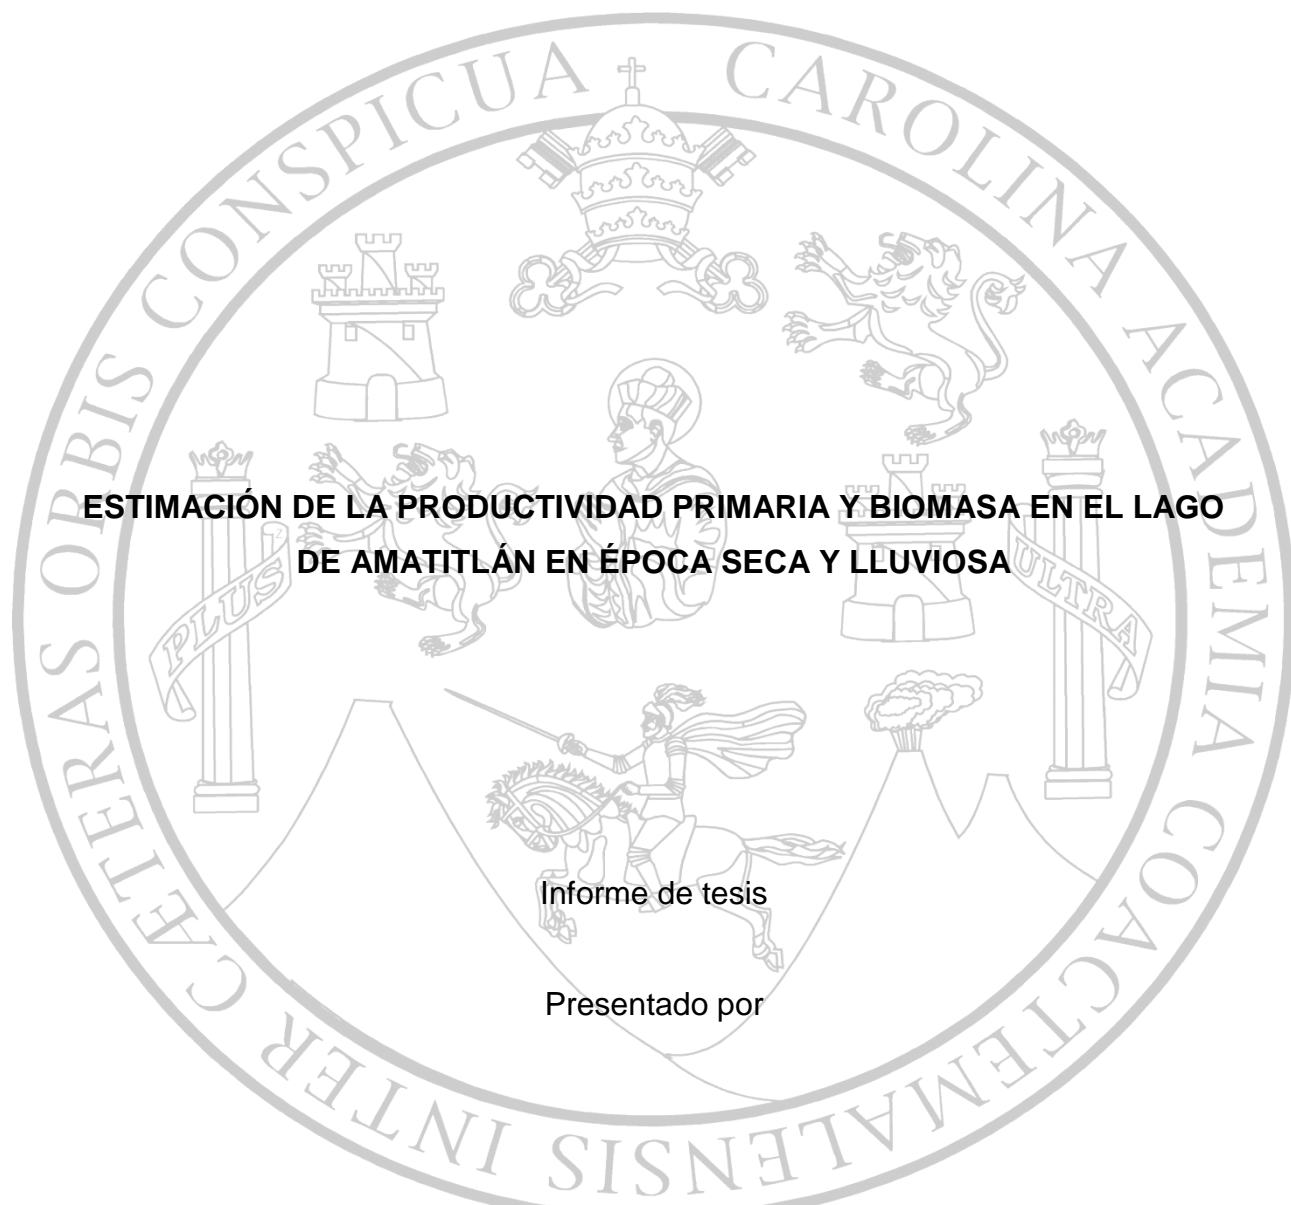 CAROLINA ACADEMIA COACTEMALENSIS INTER CÆTERAS ORBIS CONSPICUA
ESTIMACIÓN DE LA PRODUCTIVIDAD PRIMARIA Y BIOMASA EN EL LAGO
DE AMATITLÁN EN ÉPOCA SECA Y LLUVIOSA
PLUS
ULTRA
Informe de tesis
Presentado por